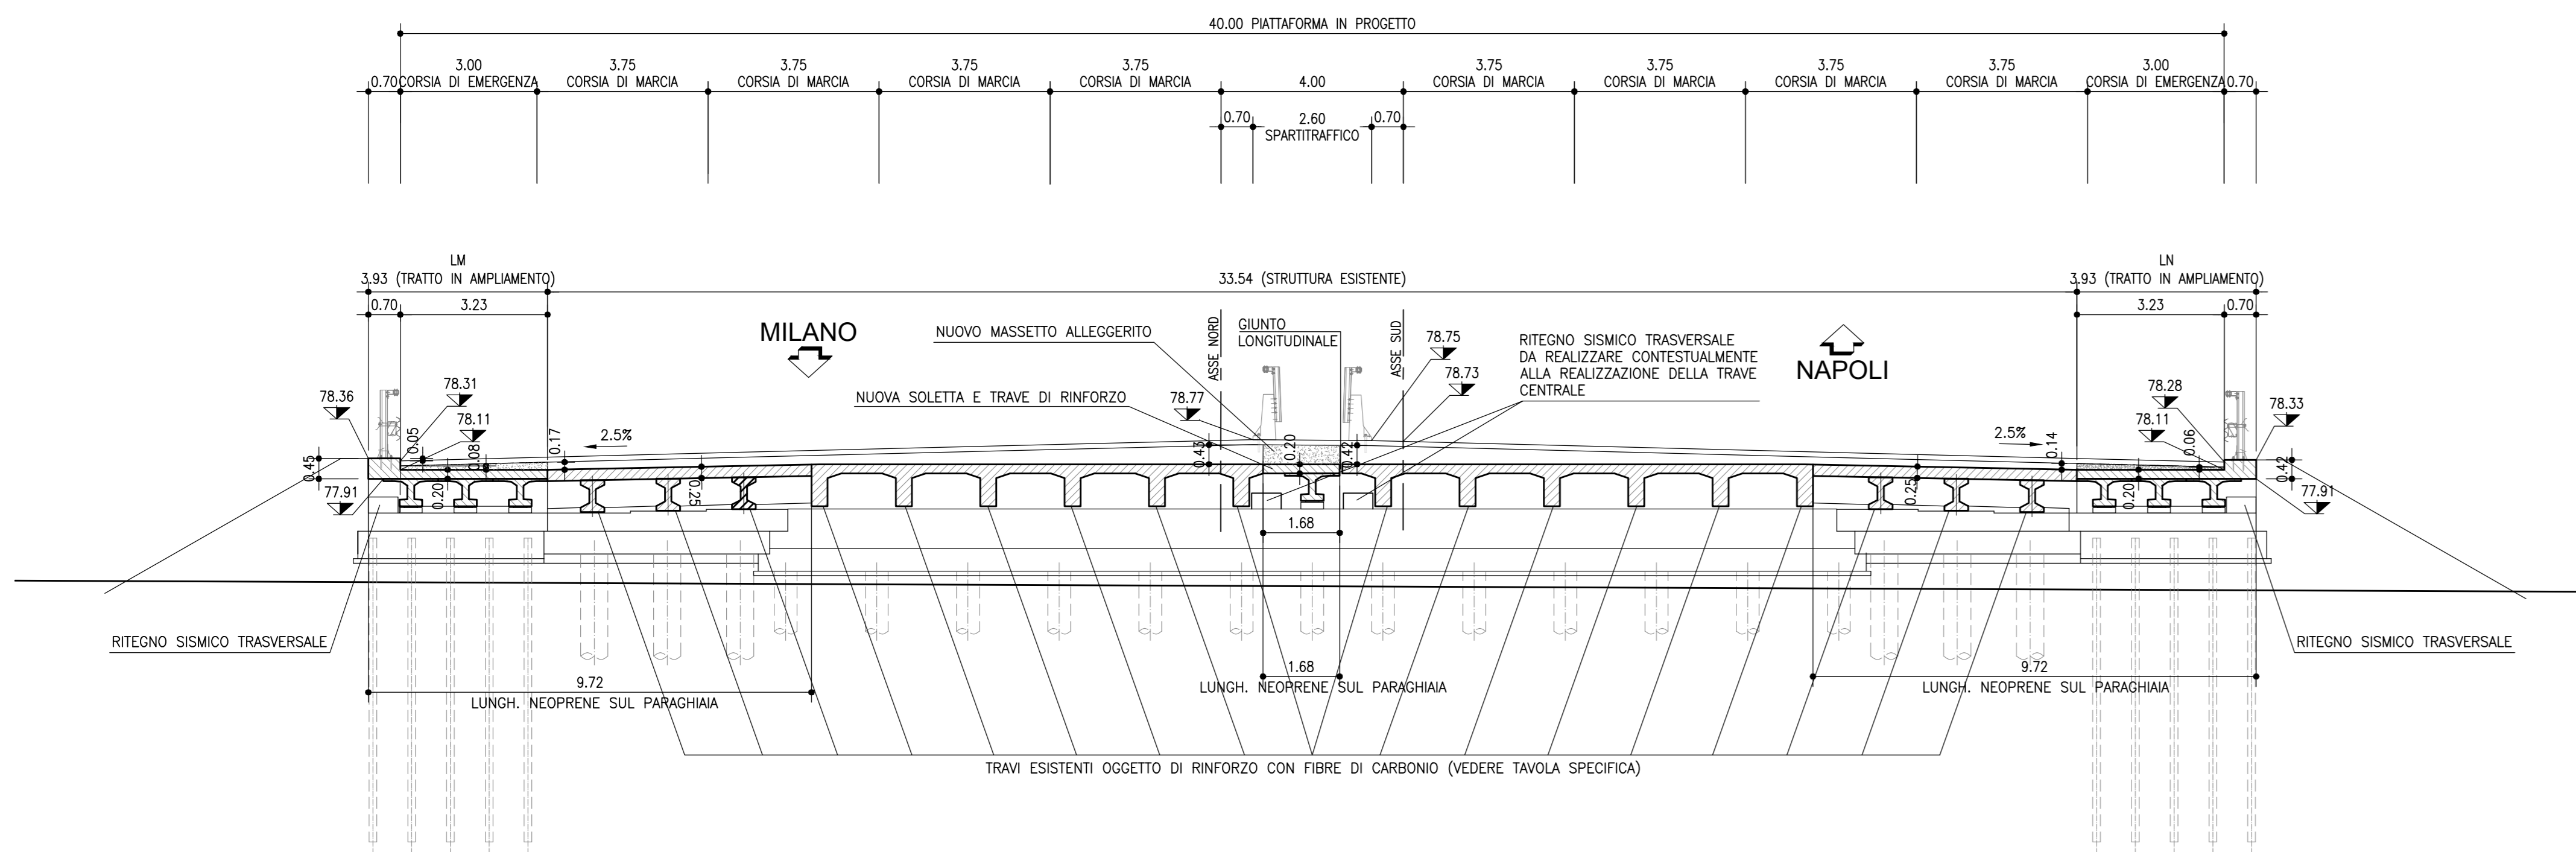 40.00 PIATTAFORMA IN PROGETTO
3.00 3.75 3.75 3.75 3.75 3.75 3.75 3.75 3.75 3.00
0.70 CORSIA DI EMERGENZA CORSIA DI MARCIA CORSIA DI MARCIA CORSIA DI MARCIA CORSIA DI MARCIA 4.00 CORSIA DI MARCIA CORSIA DI MARCIA CORSIA DI MARCIA CORSIA DI MARCIA CORSIA DI EMERGENZA 0.70
0.70 2.60 0.70
SPARTITRAFFICO
LM LN
3.93 (TRATTO IN AMPLIAMENTO) 33.54 (STRUTTURA ESISTENTE) 3.93 (TRATTO IN AMPLIAMENTO)
0.70 3.23 3.23 0.70
MILANO
NUOVO MASSETTO ALLEGGERITO
ASSE NORD
GIUNTO
LONGITUDINALE
ASSE SUD
78.75
RITEGNO SISMICO TRASVERSALE
DA REALIZZARE CONTESTUALMENTE
ALLA REALIZZAZIONE DELLA TRAVE
CENTRALE
NAPOLI
78.36 78.31 78.73 78.28 78.33
NUOVA SOLETTA E TRAVE DI RINFORZO
78.77
78.11 78.11
0.05 0.08 0.17 2.5% 0.43 0.20 0.42 2.5% 0.14 0.06
0.45 0.20 0.25 0.25 0.20 0.42
77.91 77.91
1.68
RITEGNO SISMICO TRASVERSALE RITEGNO SISMICO TRASVERSALE
9.72 1.68 9.72
LUNGH. NEOPRENE SUL PARAGHIAIA LUNGH. NEOPRENE SUL PARAGHIAIA LUNGH. NEOPRENE SUL PARAGHIAIA
TRAVI ESISTENTI OGGETTO DI RINFORZO CON FIBRE DI CARBONIO (VEDERE TAVOLA SPECIFICA)